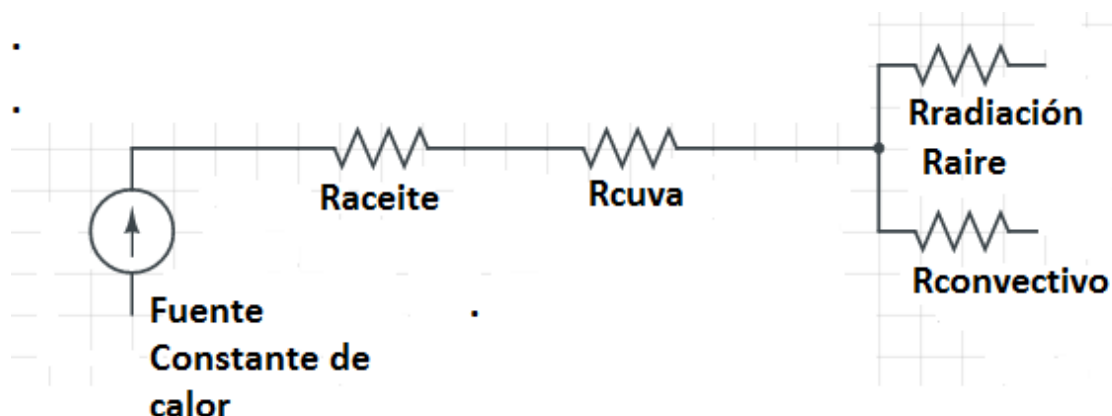 Rradiación
Raire
Raceite
Rcuva
Rconvectivo
Fuente
Constante de
calor